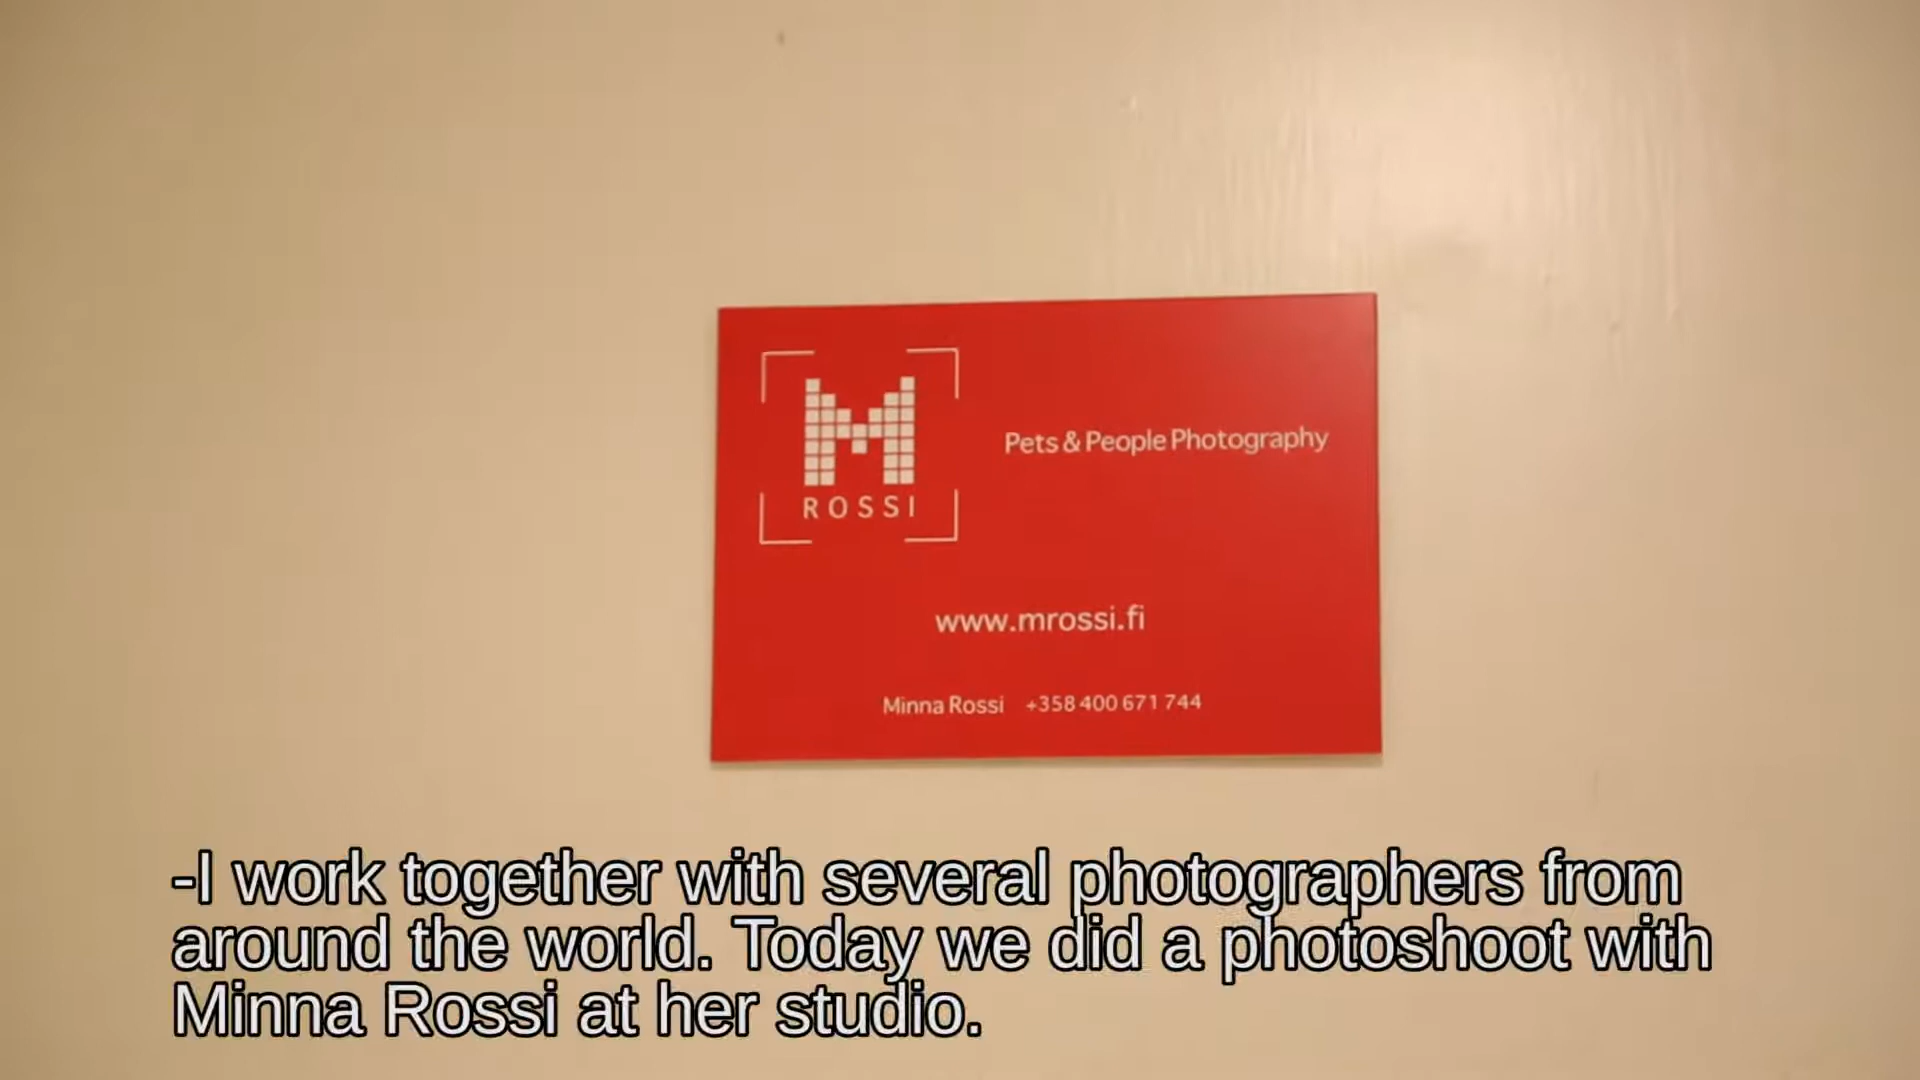 M
ROSSI
Pets & People Photography
www.mrossi.fi
Minna Rossi +358 400 671 744
-I work together with several photographers from
around the world. Today we did a photoshoot with
Minna Rossi at her studio.